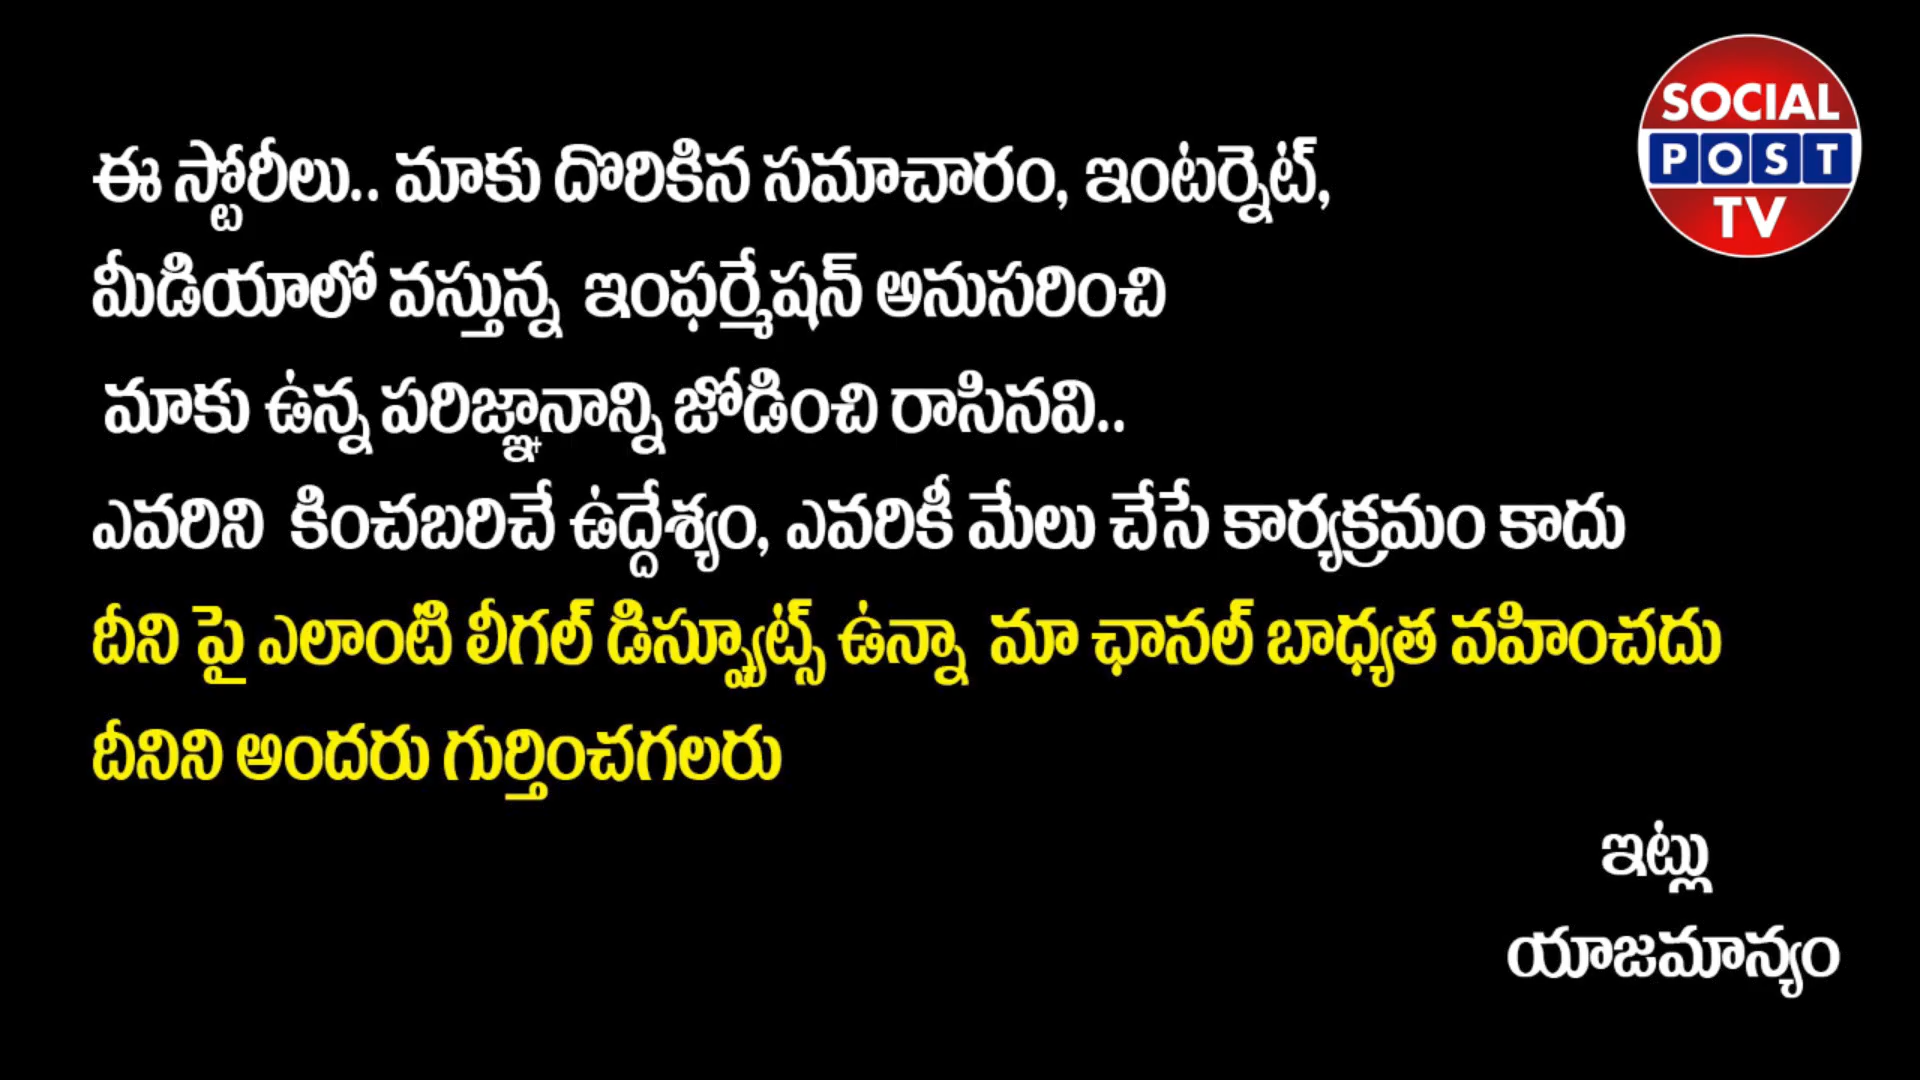 SOCIAL
POST
TV
ఈ స్టోరీలు.. మాకు దొరికిన సమాచారం, ఇంటర్నెట్,
మీడియాలో వస్తున్న ఇంఫర్మేషన్ అనుసరించి
మాకు ఉన్న పరిజ్ఞానాన్ని జోడించి రాసినవి..
ఎవరిని కించబరిచే ఉద్దేశ్యం, ఎవరికీ మేలు చేసే కార్యక్రమం కాదు
దీని పై ఎలాంటి లీగల్ డిస్ప్యూట్స్ ఉన్నా మా ఛానల్ బాధ్యత వహించదు
దీనిని అందరు గుర్తించగలరు
ఇట్లు
యాజమాన్యం